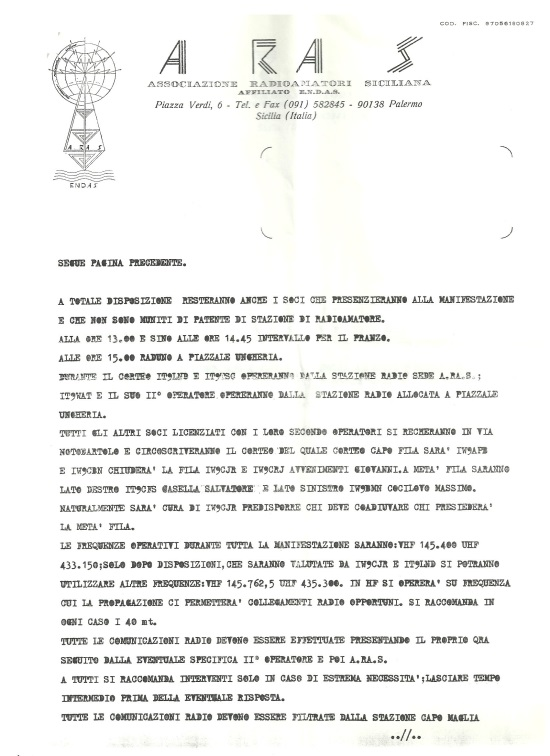 COD. FISC. 97056150827
A R A S
ASSOCIAZIONE RADIOAMATORI SICILIANA
AFFILIATO E.N.D.A.S.
Piazza Verdi, 6 - Tel. e Fax (091) 582845 - 90138 Palermo
Sicilia (Italia)
A R A S
ENDAS
SEGUE PAGINA PRECEDENTE.
A TOTALE DISPOSIZIONE RESTERANNO ANCHE I SOCI CHE PRESENZIERANNO ALLA MANIFESTAZIONE
E CHE NON SONO MUNITI DI PATENTE DI STAZIONE DI RADIOAMATORE.
ALLA ORE 13.00 E SINO ALLE ORE 14.45 INTERVALLO PER IL PRANZO.
ALLE ORE 15.00 RADUNO A PIAZZALE UNGHERIA.
DURANTE IL CORTEO IT9LND E IT9VSC OPERERANNO DALLA STAZIONE RADIO SEDE A.RA.S.;
IT9WAT E IL SUO II° OPERATORE OPERERANNO DALLA STAZIONE RADIO ALLOCATA A PIAZZALE
UNGHERIA.
TUTTI GLI ALTRI SOCI LICENZIATI CON I LORO SECONDO OPERATORI SI RECHERANNO IN VIA
NOTOBARTOLO E CIRCOSCRIVERANNO IL CORTEO DEL QUALE CORTEO CAPO FILA SARA' IW9APB
E IW9CDN CHIUDERA' LA FILA IW9CJR E IW9CRJ AVVENIMENTI GIOVANNI.A META' FILA SARANNO
LATO DESTRO IT9CFS CASELLA SALVATORE E LATO SINISTRO IW9DMN COCILOVO MASSIMO.
NATURALMENTE SARA' CURA DI IW9CJR PREDISPORRE CHI DEVE COADIUVARE CHI PRESIEDERA'
LA META' FILA.
LE FREQUENZE OPERATIVI DURANTE TUTTA LA MANIFESTAZIONE SARANNO:VHF 145.400 UHF
433.150;SOLO DOPO DISPOSIZIONI,CHE SARANNO VALUTATE DA IW9CJR E IT9LND SI POTRANNO
UTILIZZARE ALTRE FREQUENZE:VHF 145.762,5 UHF 435.300. IN HF SI OPERERA' SU FREQUENZA
CUI LA PROPAGAZIONE CI PERMETTERA' COLLEGAMENTI RADIO OPPORTUNI. SI RACCOMANDA IN
OGNI CASO I 40 mt.
TUTTE LE COMUNICAZIONI RADIO DEVONO ESSERE EFFETTUATE PRESENTANDO IL PROPRIO QRA
SEGUITO DALLA EVENTUALE SPECIFICA II° OPERATORE E POI A.RA.S.
A TUTTI SI RACCOMANDA INTERVENTI SOLO IN CASO DI ESTREMA NECESSITA';LASCIARE TEMPO
INTERMEDIO PRIMA DELLA EVENTUALE RISPOSTA.
TUTTE LE COMUNICAZIONI RADIO DEVONO ESSERE FILTRATE DALLA STAZIONE CAPO MAGLIA
..//..